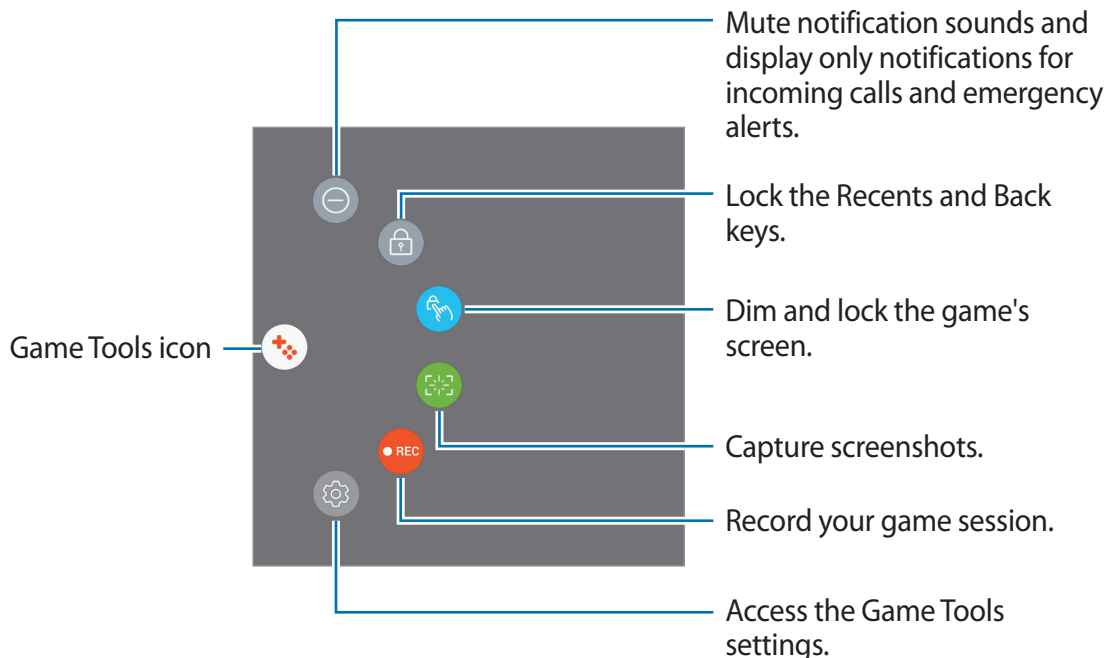 Mute notification sounds and
display only notifications for
incoming calls and emergency
alerts.
Lock the Recents and Back
keys.
Dim and lock the game's
screen.
Game Tools icon
Capture screenshots.
REC
Record your game session.
Access the Game Tools
settings.